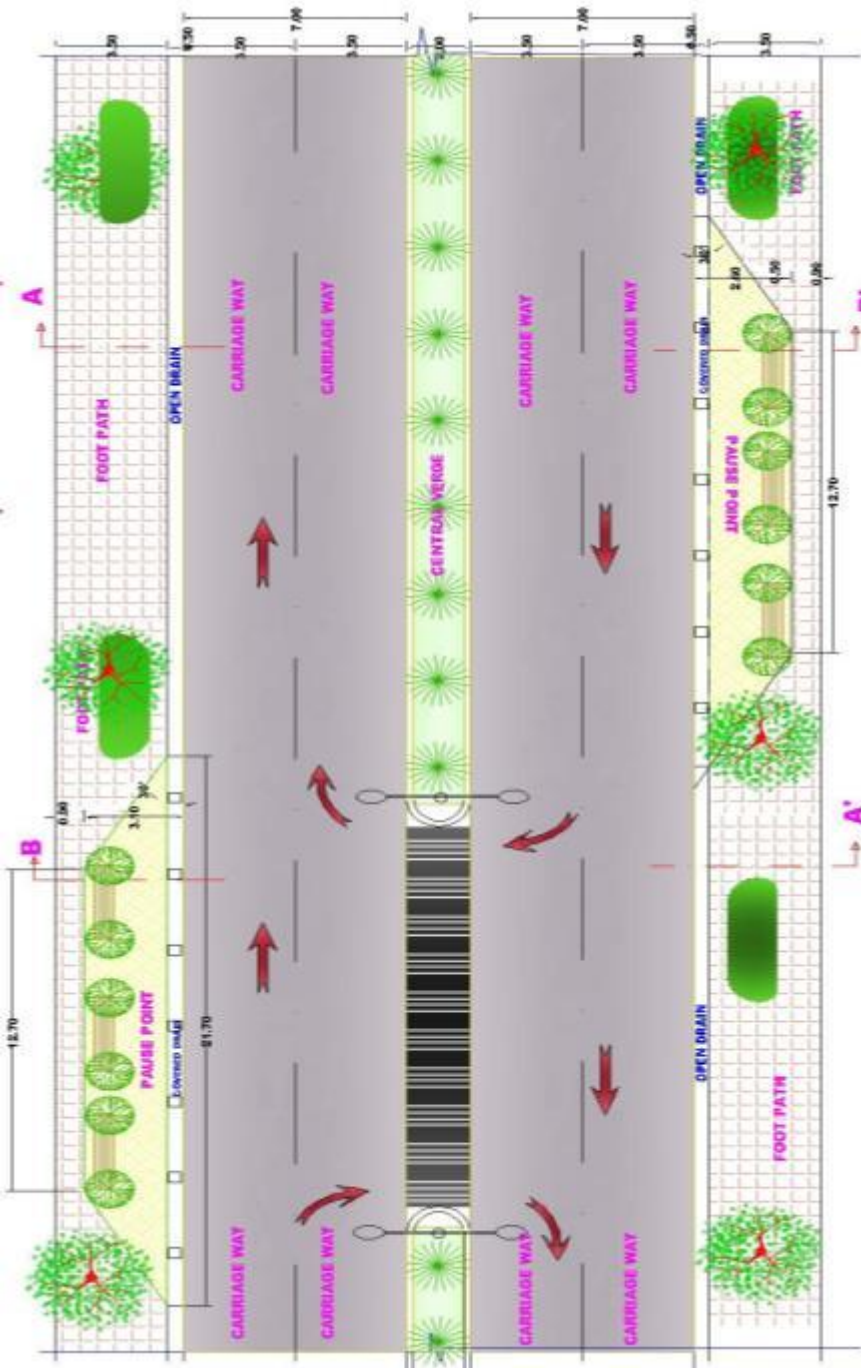 3.50
0.50
3.50
7.00
3.50
2.00
3.50
7.00
3.50
0.50
3.50
A
FOOT PATH
OPEN DRAIN
CARRIAGE WAY
CARRIAGE WAY
CENTRAL VERGE
CARRIAGE WAY
CARRIAGE WAY
OPEN DRAIN
FOOT PATH
2.60
0.50
0.90
COVERED DRAIN
PAUSE POINT
12.70
FOOT PATH
B
0.90
3.10
12.70
PAUSE POINT
COVERED DRAIN
21.70
A'
OPEN DRAIN
FOOT PATH
CARRIAGE WAY
CARRIAGE WAY
CARRIAGE WAY
CARRIAGE WAY